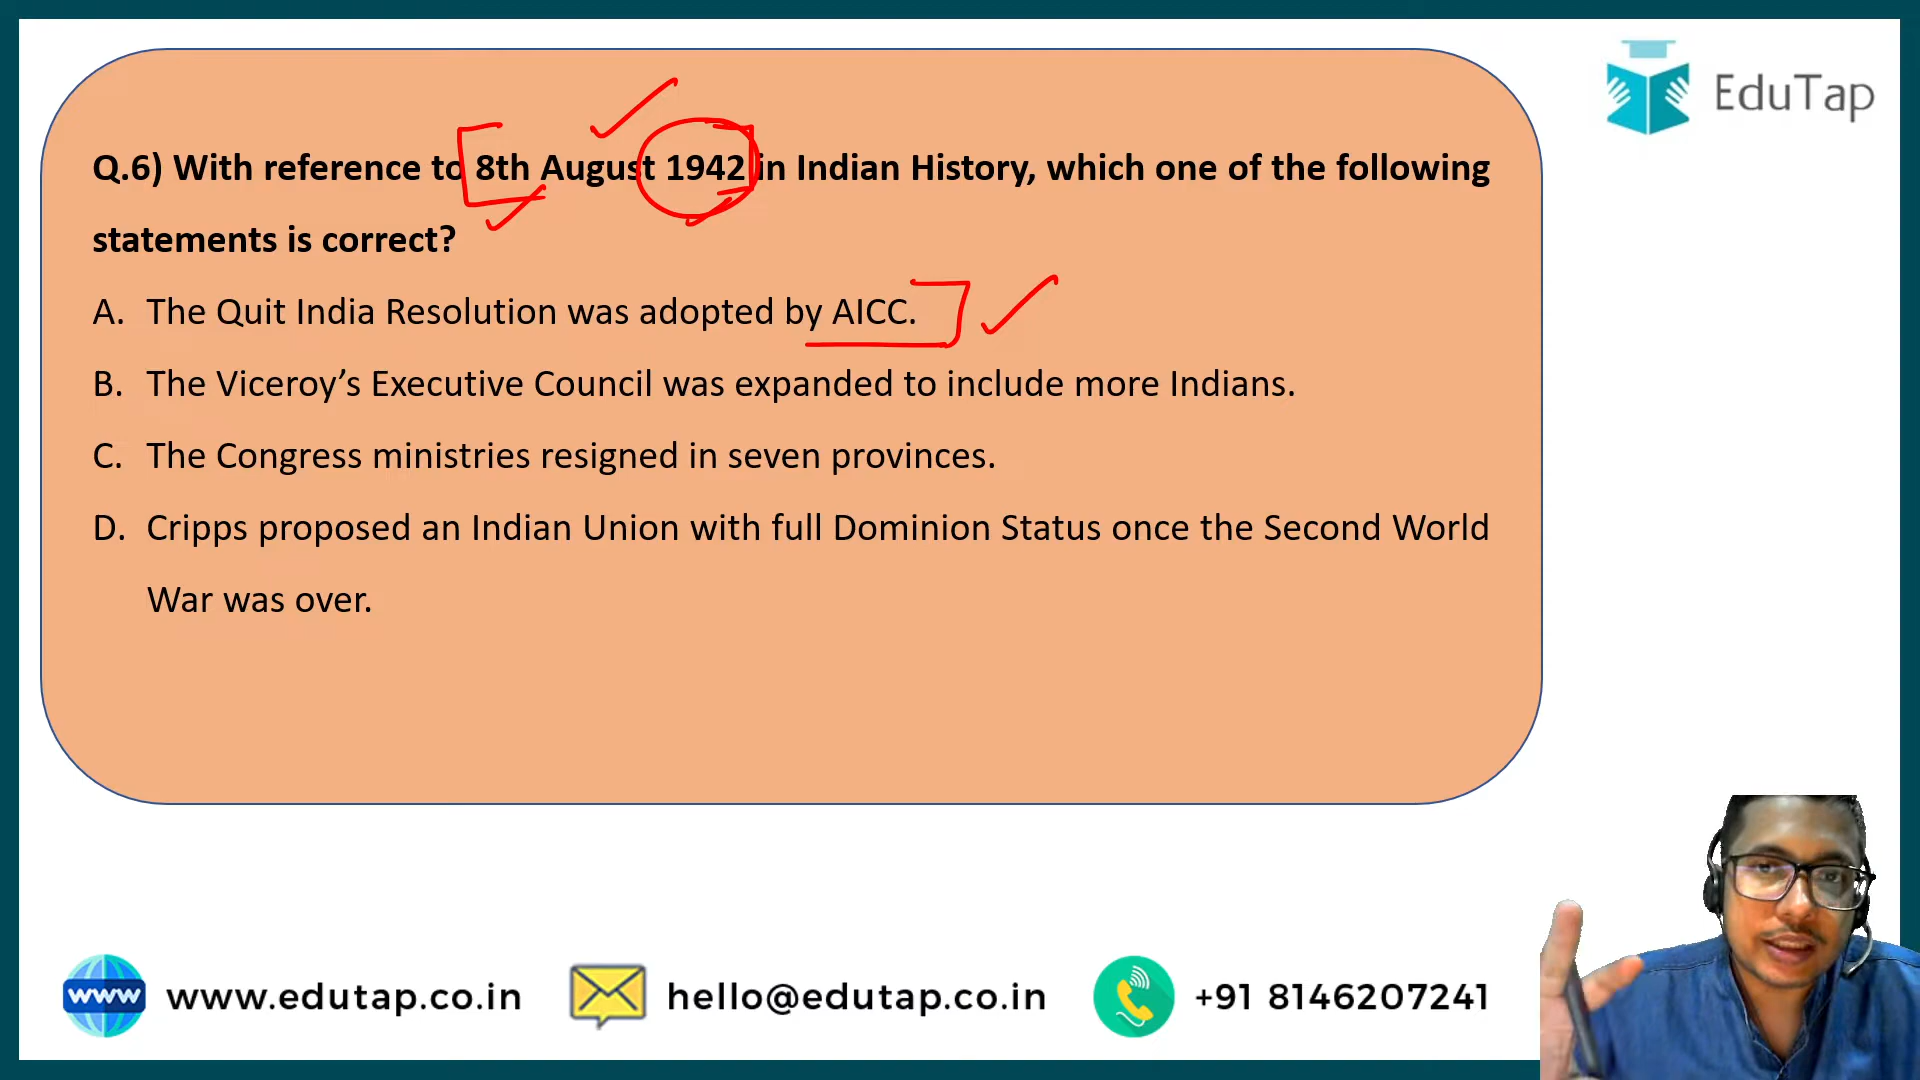 EduTap
Q.6) With reference to 8th August 1942 in Indian History, which one of the following
statements is correct?
A. The Quit India Resolution was adopted by AICC.
B. The Viceroy’s Executive Council was expanded to include more Indians.
C. The Congress ministries resigned in seven provinces.
D. Cripps proposed an Indian Union with full Dominion Status once the Second World
War was over.
www www.edutap.co.in hello@edutap.co.in +91 8146207241